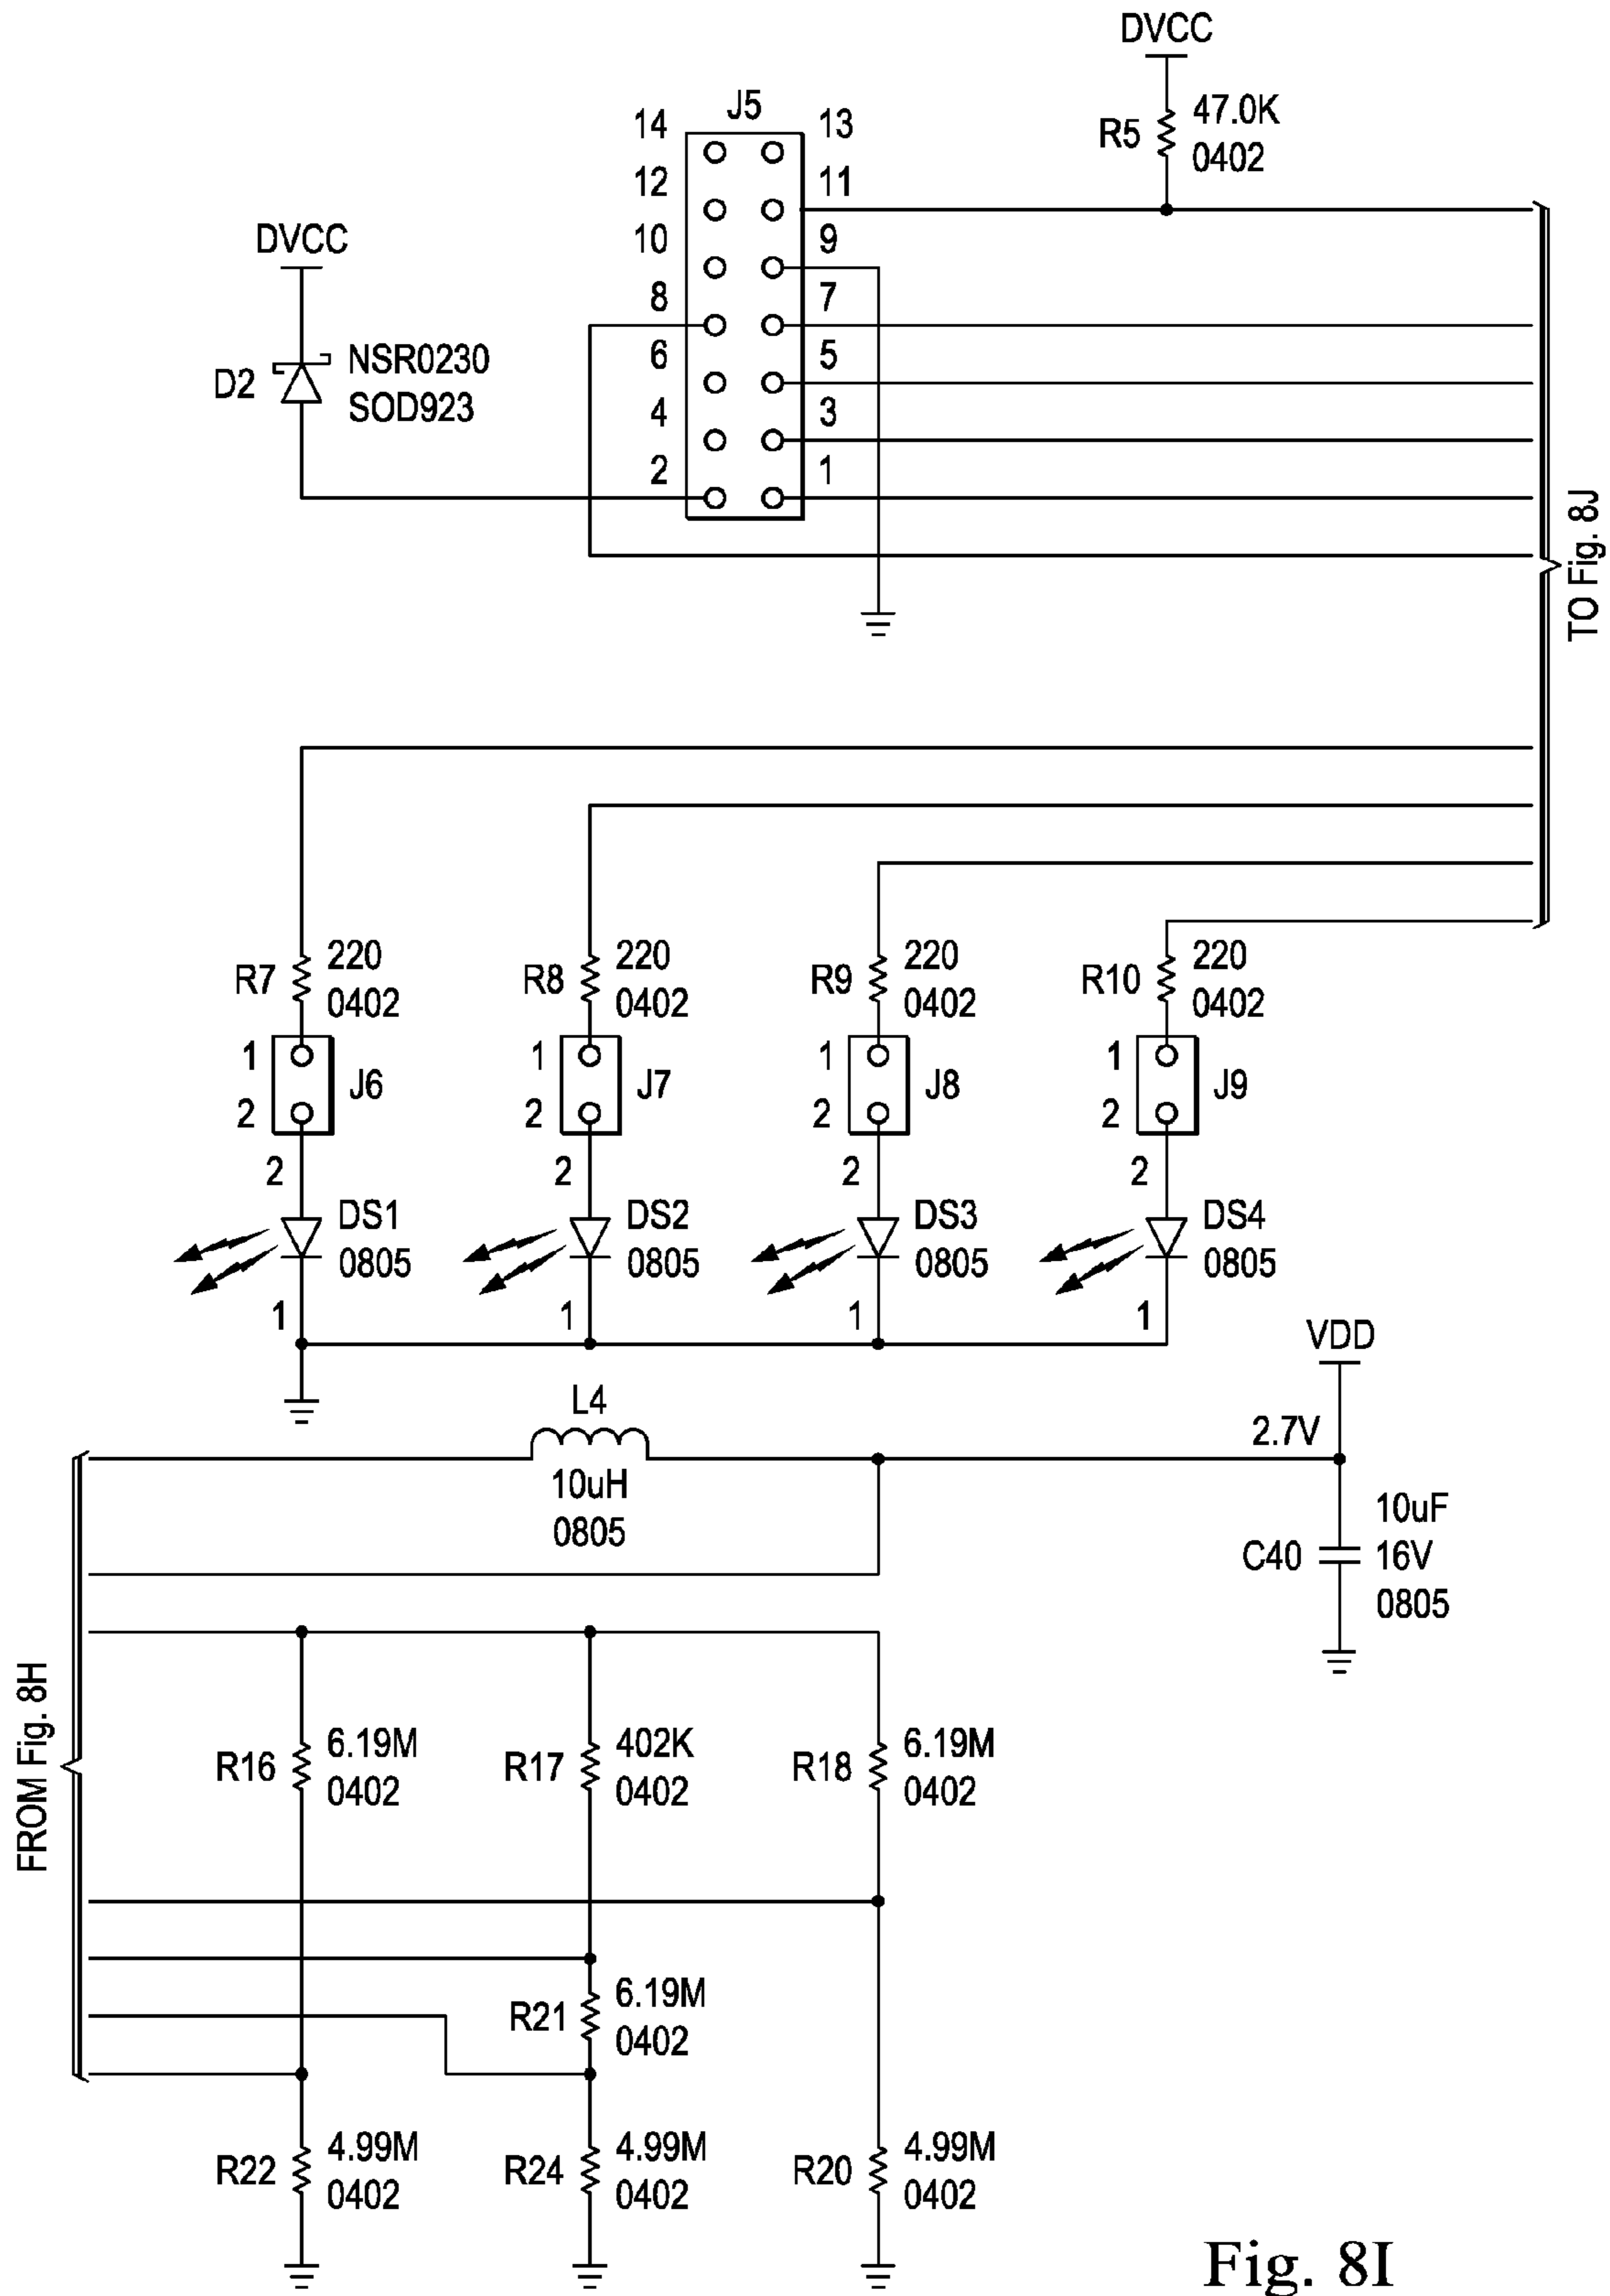 DVCC
J5
14
13
R5
47.0K
0402
12
11
10
9
DVCC
8
7
6
5
D2
NSR0230
SOD923
4
3
2
1
TO Fig. 8J
R7
220
0402
R8
220
0402
R9
220
0402
R10
220
0402
1
2
J6
1
2
J7
1
2
J8
1
2
J9
2
DS1
0805
1
2
DS2
0805
1
2
DS3
0805
1
2
DS4
0805
1
VDD
2.7V
L4
10uH
0805
C40
10uF
16V
0805
FROM Fig. 8H
R16
6.19M
0402
R17
402K
0402
R18
6.19M
0402
R21
6.19M
0402
R22
4.99M
0402
R24
4.99M
0402
R20
4.99M
0402
Fig. 8I